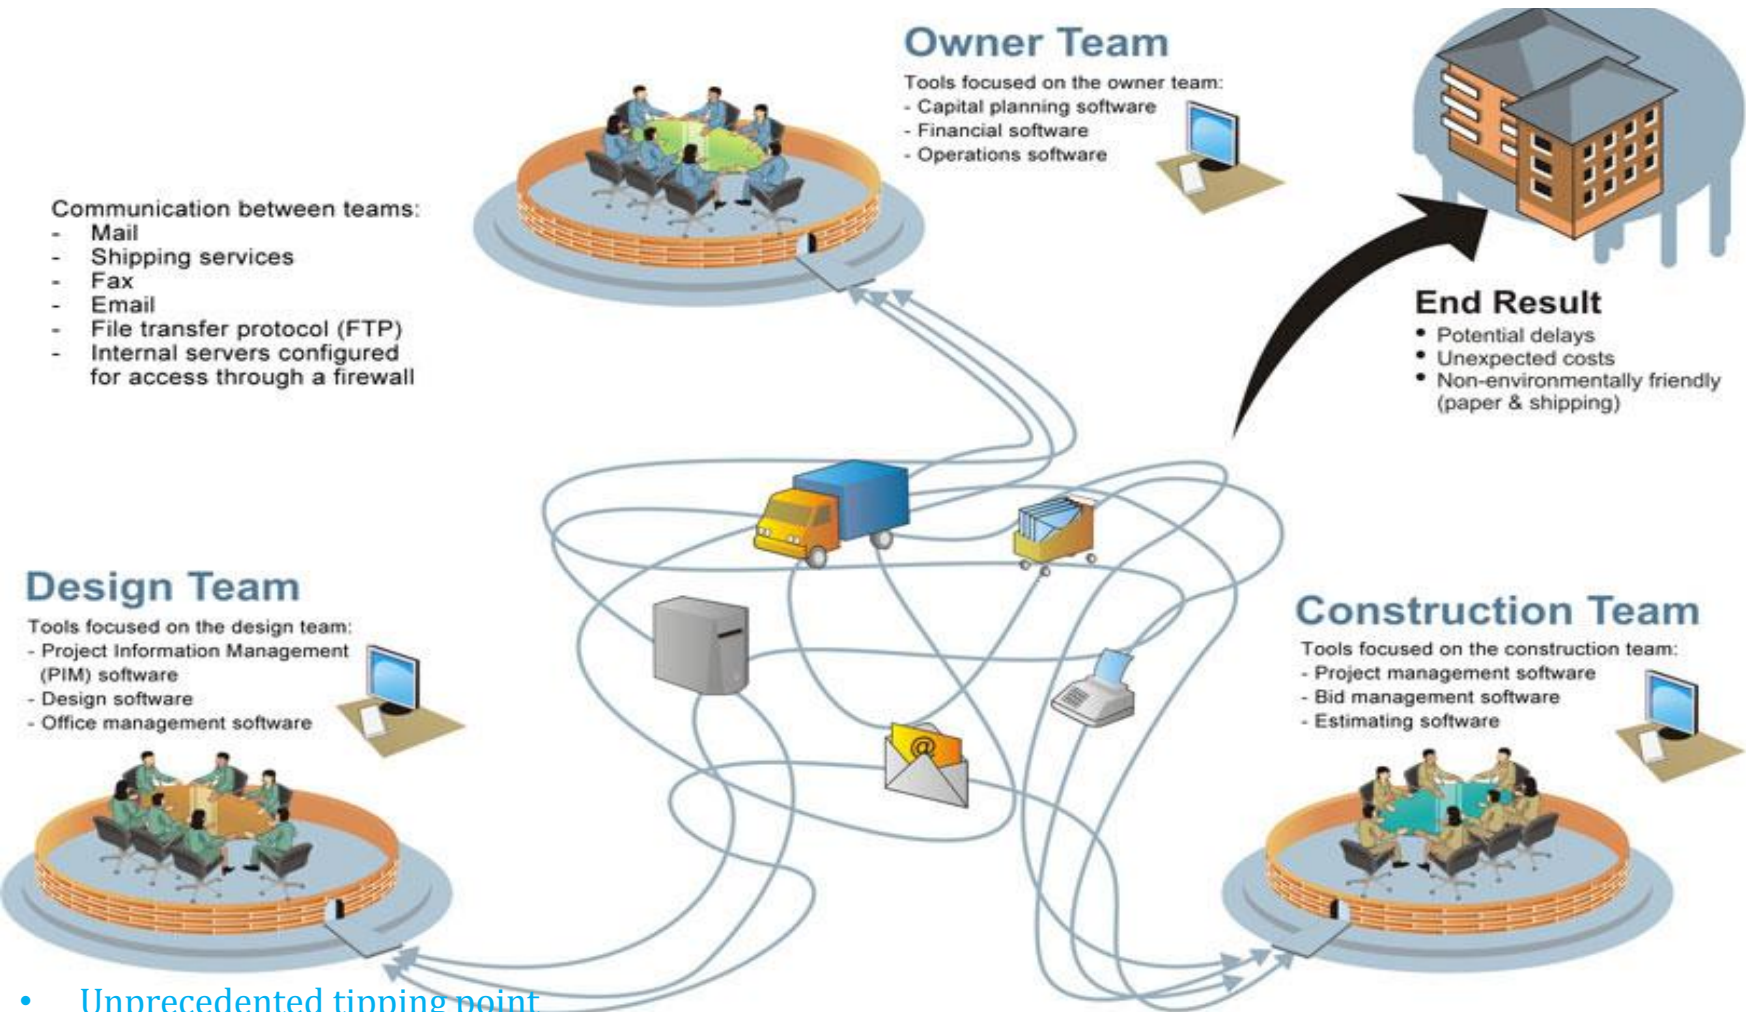 Owner Team
Tools focused on the owner team:
- Capital planning software
- Financial software
- Operations software
Communication between teams:
- Mail
- Shipping services
- Fax
- Email
- File transfer protocol (FTP)
- Internal servers configured
for access through a firewall
End Result
• Potential delays
• Unexpected costs
• Non-environmentally friendly
(paper & shipping)
Design Team
Tools focused on the design team:
- Project Information Management
(PIM) software
- Design software
- Office management software
Construction Team
Tools focused on the construction team:
- Project management software
- Bid management software
- Estimating software
@
• Unprecedented tipping point